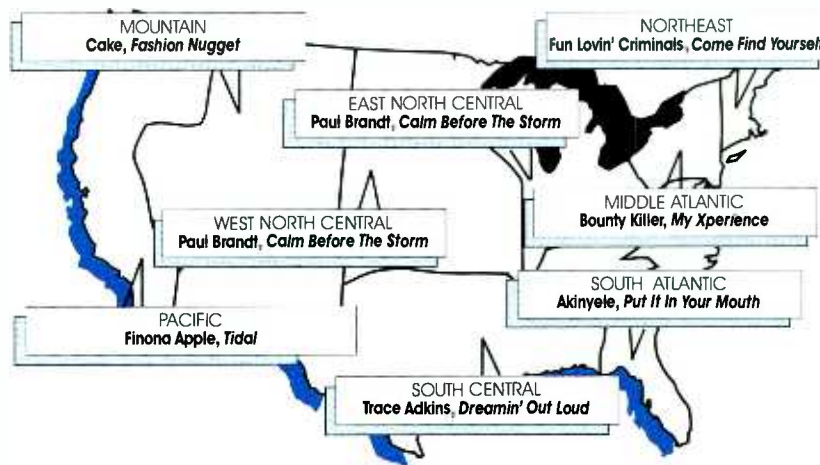 MOUNTAIN
Cake, Fashion Nugget
NORTHEAST
Fun Lovin' Criminals, Come Find Yourself
EAST NORTH CENTRAL
Paul Brandt, Calm Before The Storm
MIDDLE ATLANTIC
Bounty Killer, My Xperience
WEST NORTH CENTRAL
Paul Brandt, Calm Before The Storm
SOUTH ATLANTIC
Akinyele, Put It In Your Mouth
PACIFIC
Finona Apple, Tidal
SOUTH CENTRAL
Trace Adkins, Dreamin' Out Loud